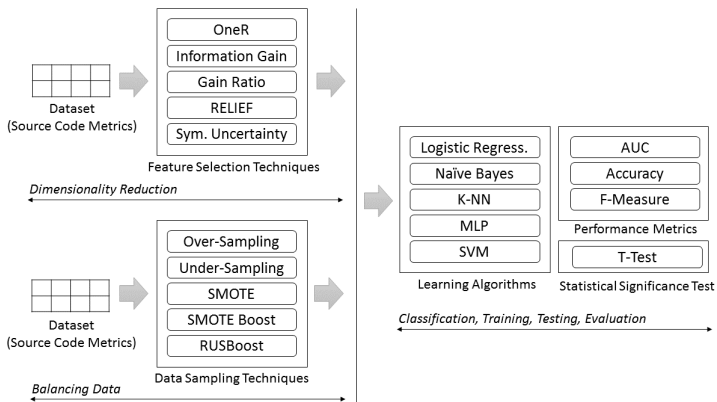 OneR
Information Gain
Gain Ratio
RELIEF
Sym. Uncertainty
Dataset
(Source Code Metrics)
Feature Selection Techniques
Dimensionality Reduction
Over-Sampling
Under-Sampling
SMOTE
SMOTE Boost
RUSBoost
Dataset
(Source Code Metrics)
Data Sampling Techniques
Balancing Data
Logistic Regress.
Naïve Bayes
K-NN
MLP
SVM
Learning Algorithms
AUC
Accuracy
F-Measure
Performance Metrics
T-Test
Statistical Significance Test
Classification, Training, Testing, Evaluation